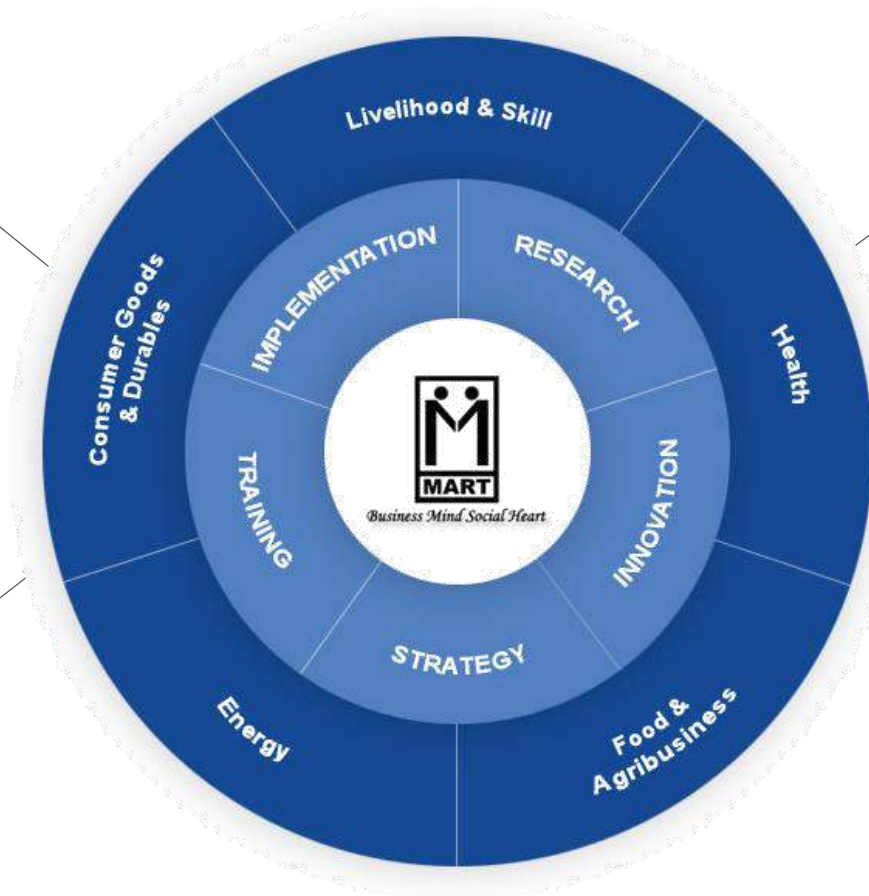 Livelihood & Skill
Health
Food &
Agribusiness
Energy
Consumer Goods
& Durables
IMPLEMENTATION
RESEARCH
INNOVATION
STRATEGY
TRAINING
MART
Business Mind Social Heart